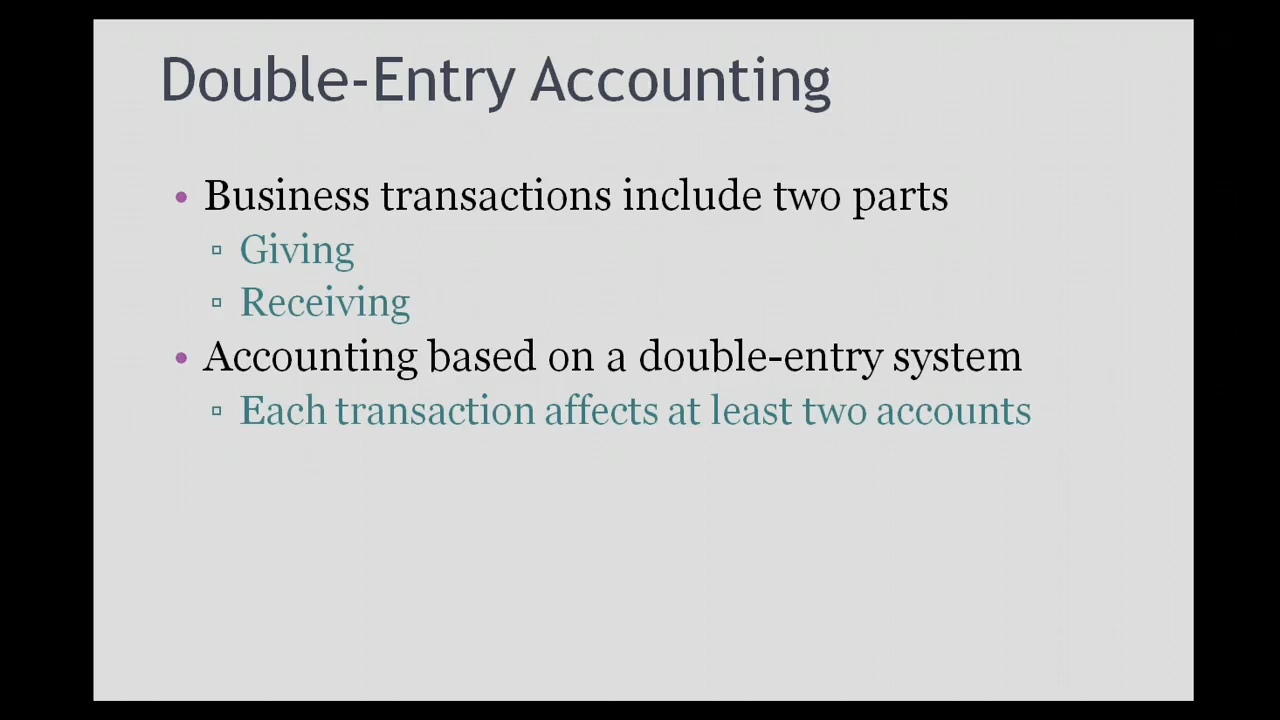 Double-Entry Accounting
• Business transactions include two parts
▫ Giving
▫ Receiving
• Accounting based on a double-entry system
▫ Each transaction affects at least two accounts